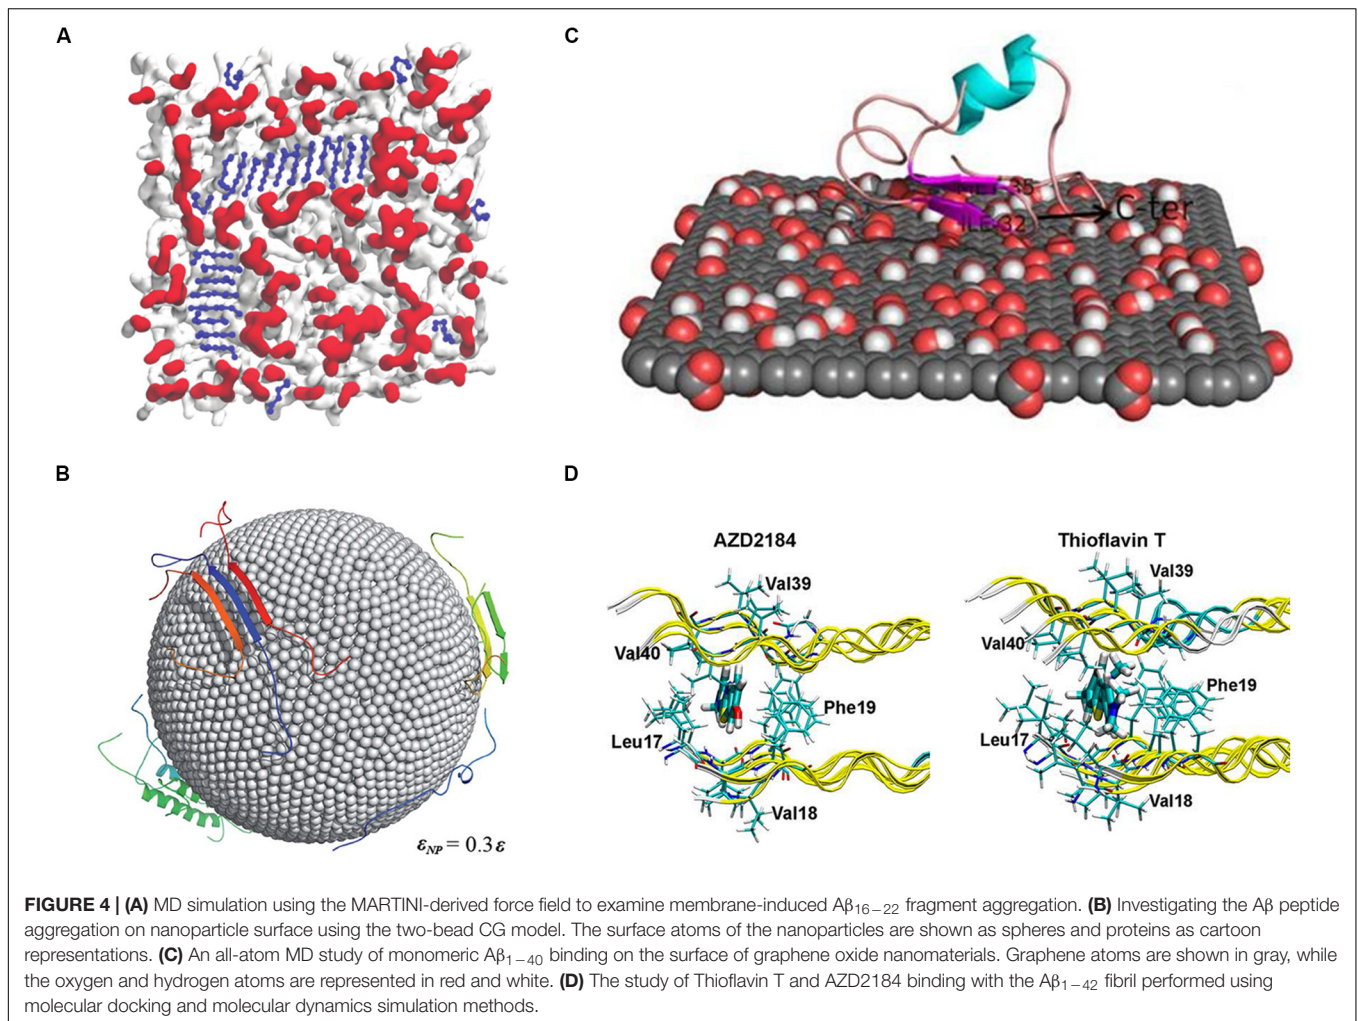 A
C
35
ILE-32
C-ter
B
εNP = 0.3ε
D
AZD2184
Val39
Val40
Phe19
Leu17
Val18
Thioflavin T
Val39
Val40
Phe19
Leu17
Val18
FIGURE 4 | (A) MD simulation using the MARTINI-derived force field to examine membrane-induced Aβ16−22 fragment aggregation. (B) Investigating the Aβ peptide
aggregation on nanoparticle surface using the two-bead CG model. The surface atoms of the nanoparticles are shown as spheres and proteins as cartoon
representations. (C) An all-atom MD study of monomeric Aβ1−40 binding on the surface of graphene oxide nanomaterials. Graphene atoms are shown in gray, while
the oxygen and hydrogen atoms are represented in red and white. (D) The study of Thioflavin T and AZD2184 binding with the Aβ1−42 fibril performed using
molecular docking and molecular dynamics simulation methods.